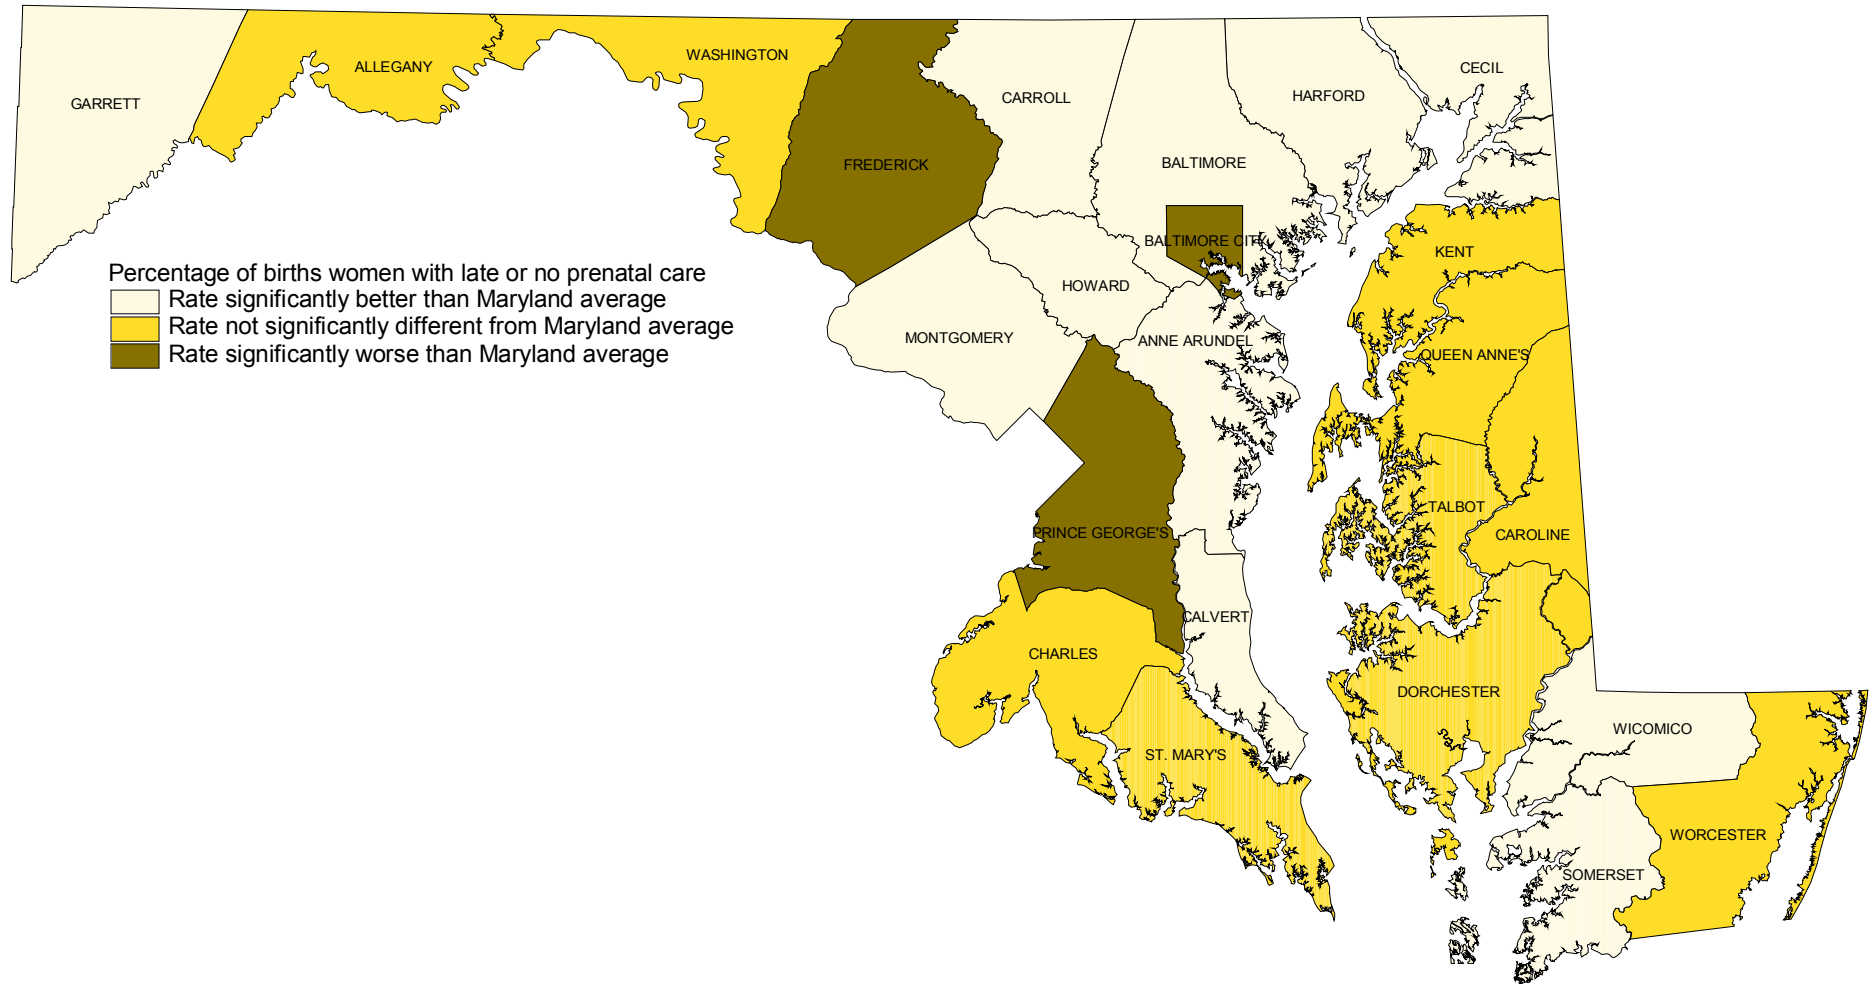 GARRETT
ALLEGANY
WASHINGTON
FREDERICK
CARROLL
BALTIMORE
HARFORD
CECIL
BALTIMORE CITY
KENT
Percentage of births women with late or no prenatal care
Rate significantly better than Maryland average
Rate not significantly different from Maryland average
Rate significantly worse than Maryland average
HOWARD
MONTGOMERY
ANNE ARUNDEL
QUEEN ANNE'S
TALBOT
PRINCE GEORGE'S
CAROLINE
CALVERT
CHARLES
DORCHESTER
ST. MARY'S
WICOMICO
WORCESTER
SOMERSET